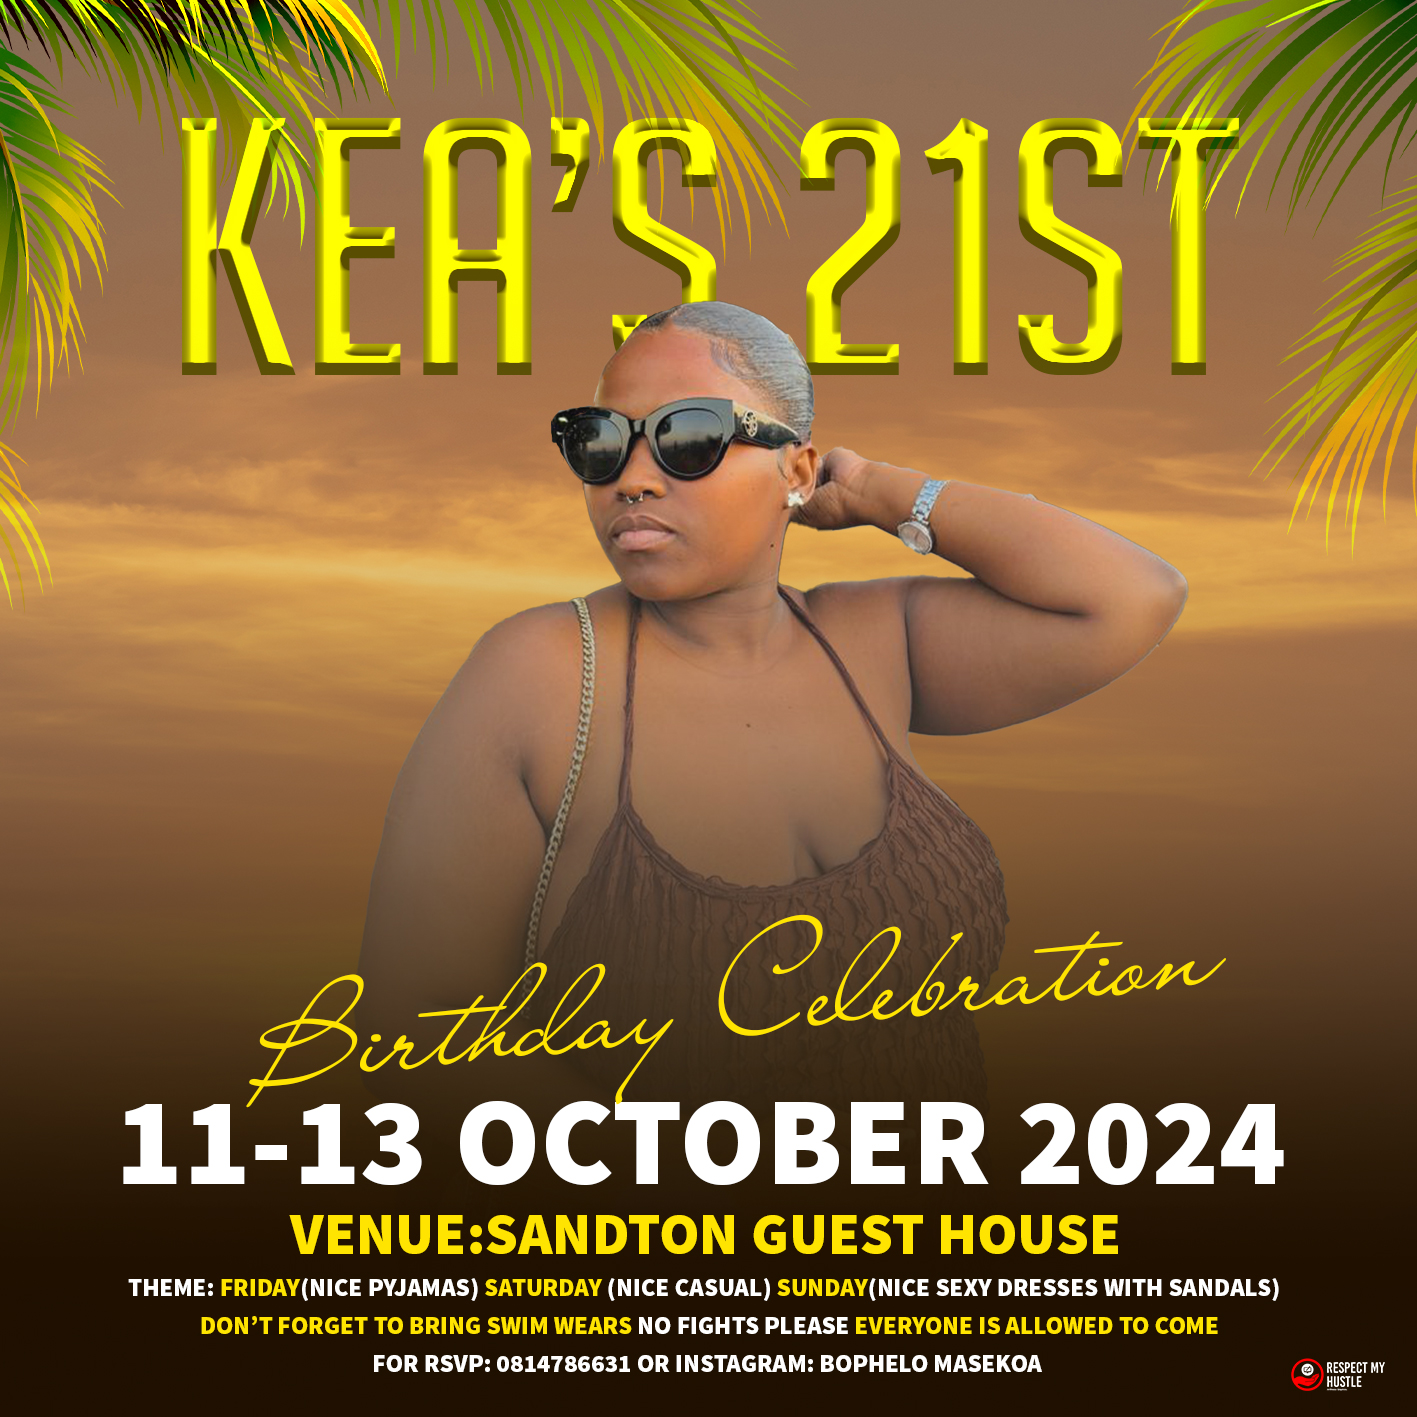 KEA'S 21ST
Birthday Celebration
11-13 OCTOBER 2024
VENUE:SANDTON GUEST HOUSE
THEME: FRIDAY(NICE PYJAMAS) SATURDAY (NICE CASUAL) SUNDAY(NICE SEXY DRESSES WITH SANDALS)
DON'T FORGET TO BRING SWIM WEARS NO FIGHTS PLEASE EVERYONE IS ALLOWED TO COME
FOR RSVP: 0814786631 OR INSTAGRAM: BOPHELO MASEKOA
RESPECT MY
HUSTLE